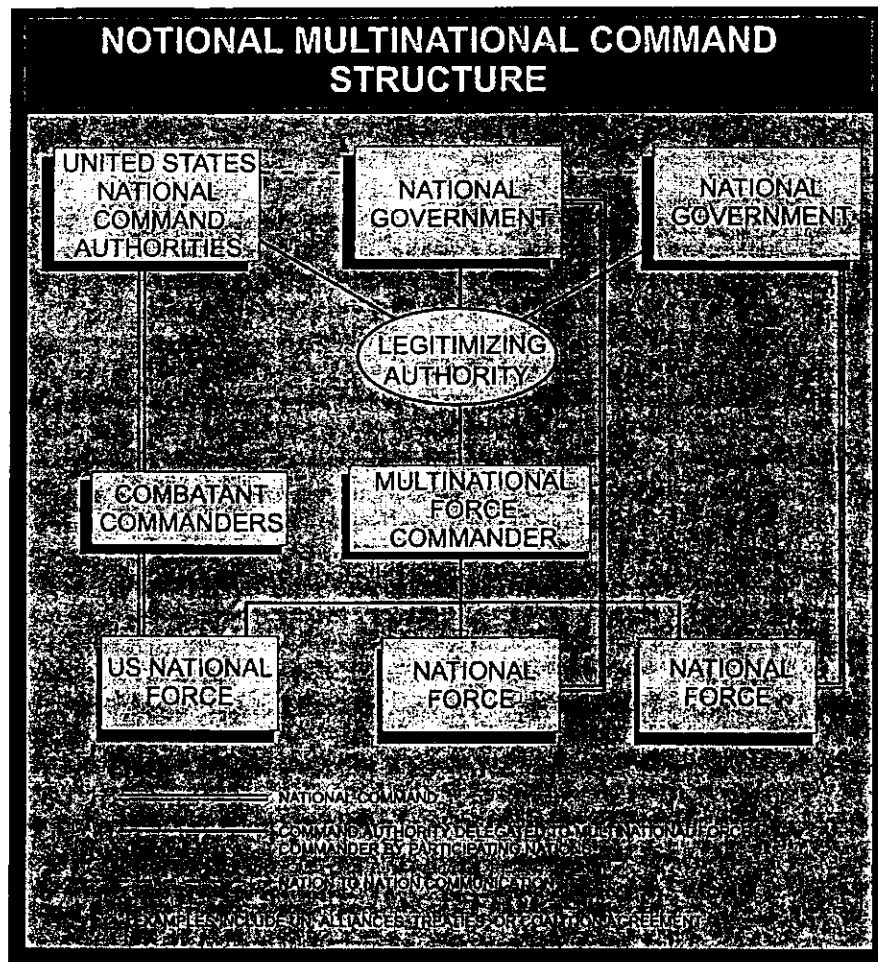 NOTIONAL MULTINATIONAL COMMAND
STRUCTURE
UNITED STATES
NATIONAL
COMMAND
AUTHORITIES
NATIONAL
GOVERNMENT
NATIONAL
GOVERNMENT
LEGITIMIZING
AUTHORITY
COMBATANT
COMMANDERS
MULTINATIONAL
FORCE
COMMANDER
US NATIONAL
FORCE
NATIONAL
FORCE
NATIONAL
FORCE
NATIONAL COMMAND
COMMAND AUTHORITY DELEGATED TO MULTINATIONAL FORCE
COMMANDER BY PARTICIPATING NATIONS
NATION TO NATION COMMUNICATION
EXAMPLES INCLUDE UN, ALLIANCES, TREATIES, OR COALITION AGREEMENT